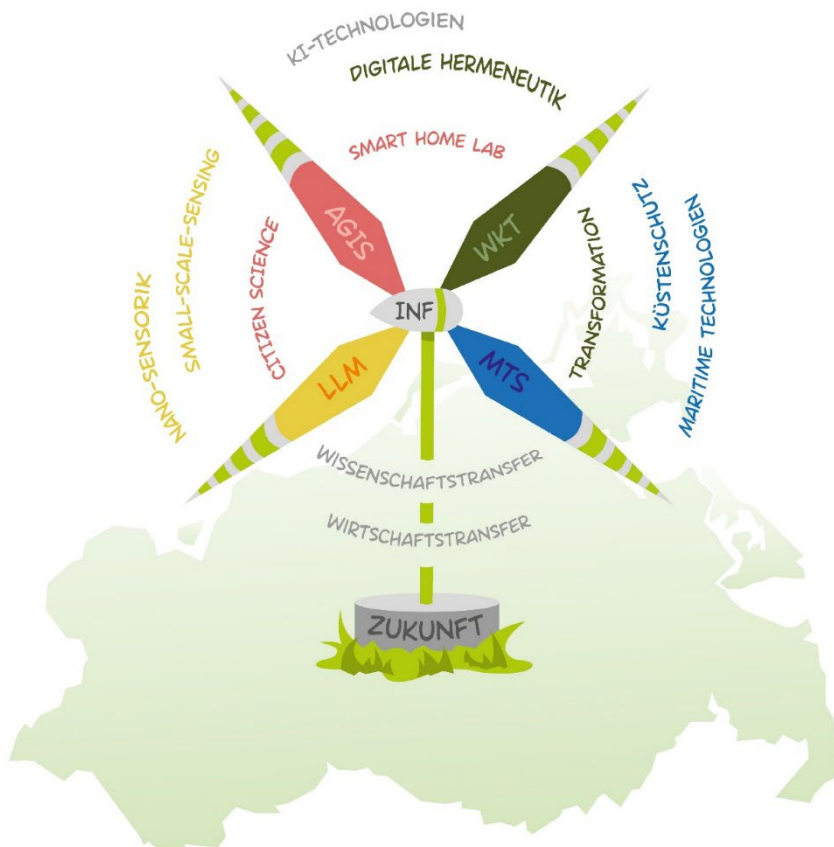 KI-TECHNOLOGIEN
DIGITALE HERMENEUTIK
SMART HOME LAB
AGIS
WKT
SMALL-SCALE-SENSING
NANO-SENSORIK
CITIZEN SCIENCE
INF
TRANSFORMATION
KÜSTENSCHUTZ
MARITIME TECHNOLOGIEN
LLM
MTS
WISSENSCHAFTSTRANSFER
WIRTSCHAFTSTRANSFER
ZUKUNFT